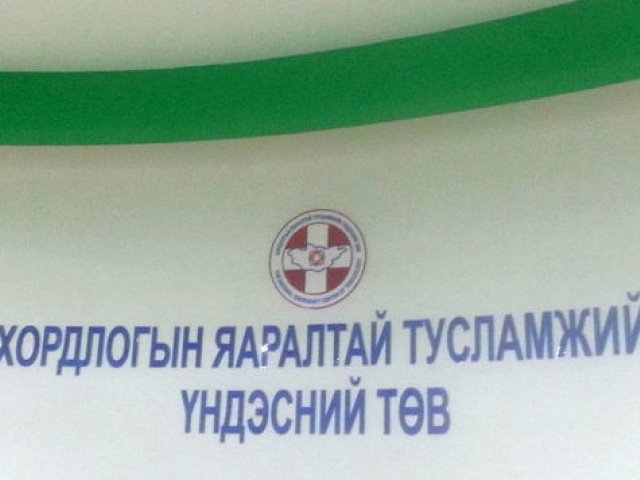 ХОРДЛОГЫН ЯАРАЛТАЙ ТУСЛАМЖИЙ
ҮНДЭСНИЙ ТӨВ